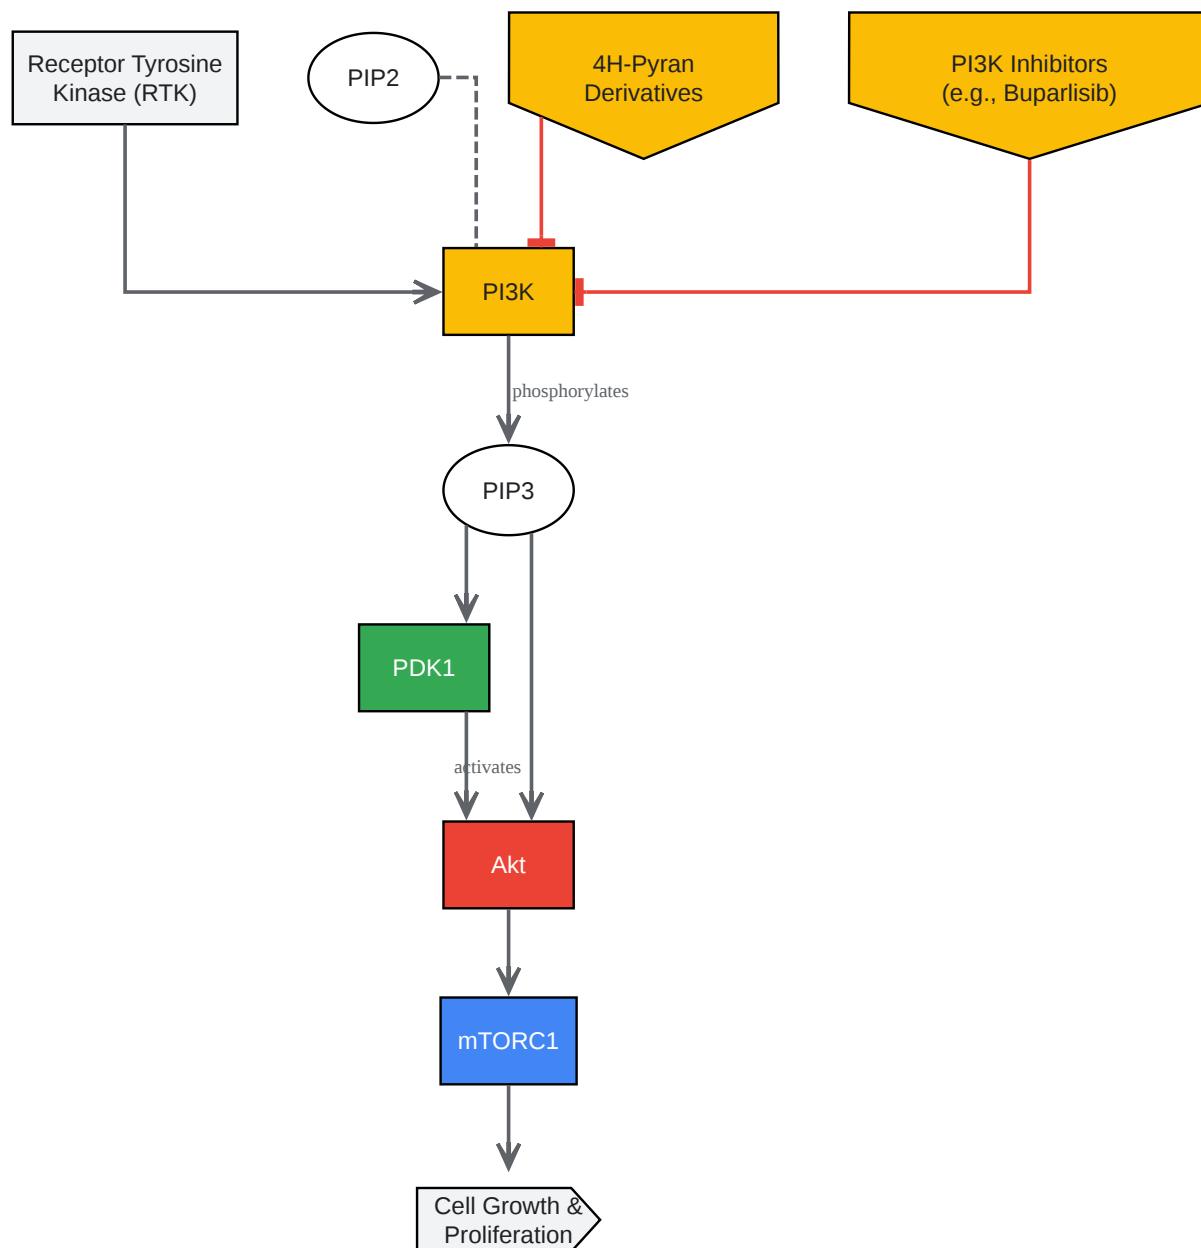 Receptor Tyrosine
Kinase (RTK)
PIP2
4H-Pyran
Derivatives
PI3K Inhibitors
(e.g., Buparlisib)
PI3K
phosphorylates
PIP3
PDK1
activates
Akt
mTORC1
Cell Growth &
Proliferation